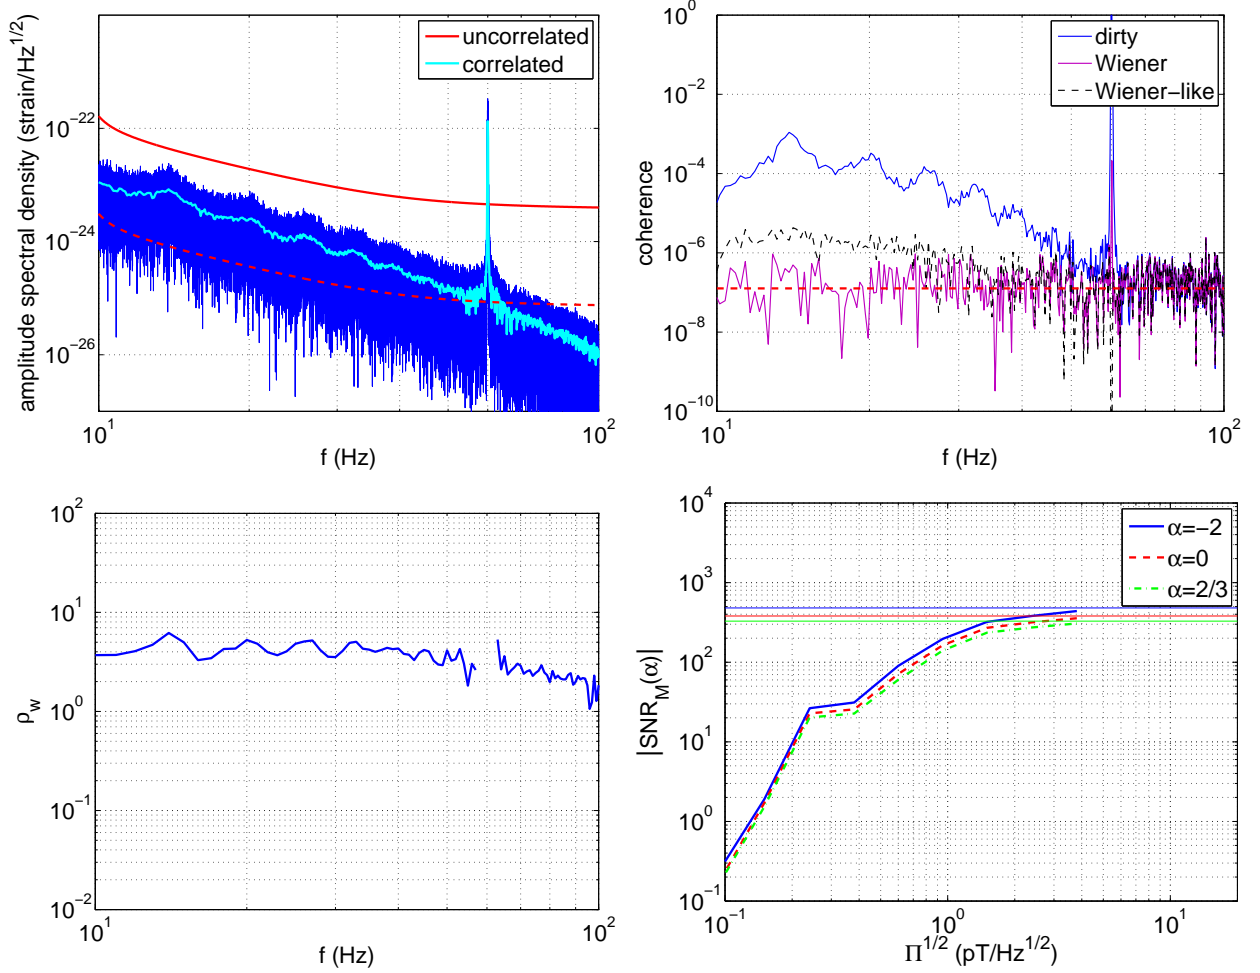 amplitude spectral density (strain/Hz^1/2)
10^−22
10^−24
10^−26
10^1
10^2
f (Hz)
uncorrelated
correlated
coherence
10^0
10^−2
10^−4
10^−6
10^−8
10^−10
10^1
10^2
f (Hz)
dirty
Wiener
Wiener−like
ρ_w
10^2
10^1
10^0
10^−1
10^−2
10^1
10^2
f (Hz)
|SNR_M(α)|
10^4
10^3
10^2
10^1
10^0
10^−1
10^−1
10^0
10^1
Π^1/2 (pT/Hz^1/2)
α=−2
α=0
α=2/3